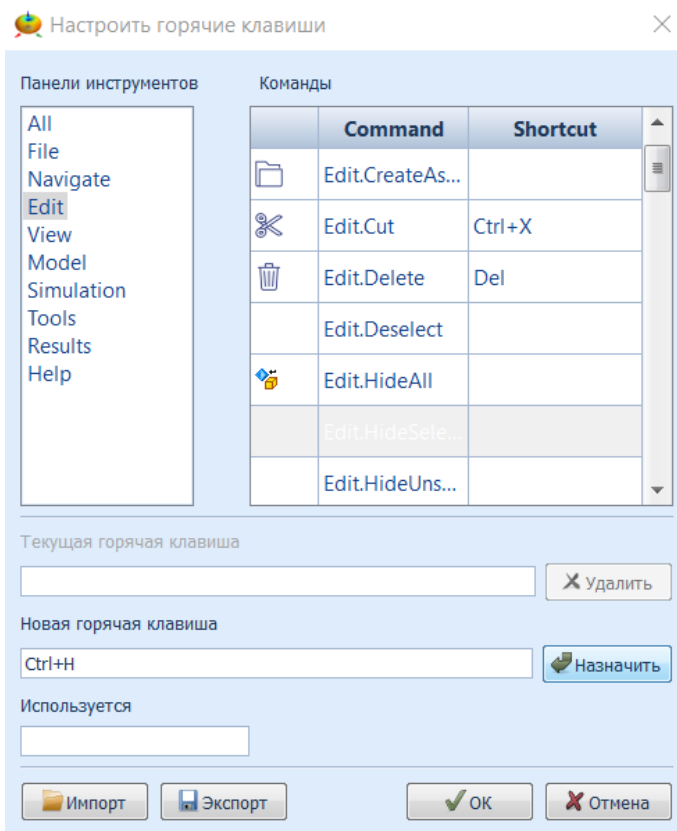 Настроить горячие клавиши
Панели инструментов
All
File
Navigate
Edit
View
Model
Simulation
Tools
Results
Help
Команды
Command Shortcut
Edit.CreateAs...
Edit.Cut Ctrl+X
Edit.Delete Del
Edit.Deselect
Edit.HideAll
Edit.HideSele...
Edit.HideUns...
Текущая горячая клавиша
Удалить
Новая горячая клавиша
Ctrl+H Назначить
Используется
Импорт Экспорт OK Отмена